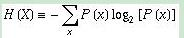 H (X) ≡ − ∑ₓ P (x) log₂ [P (x)]